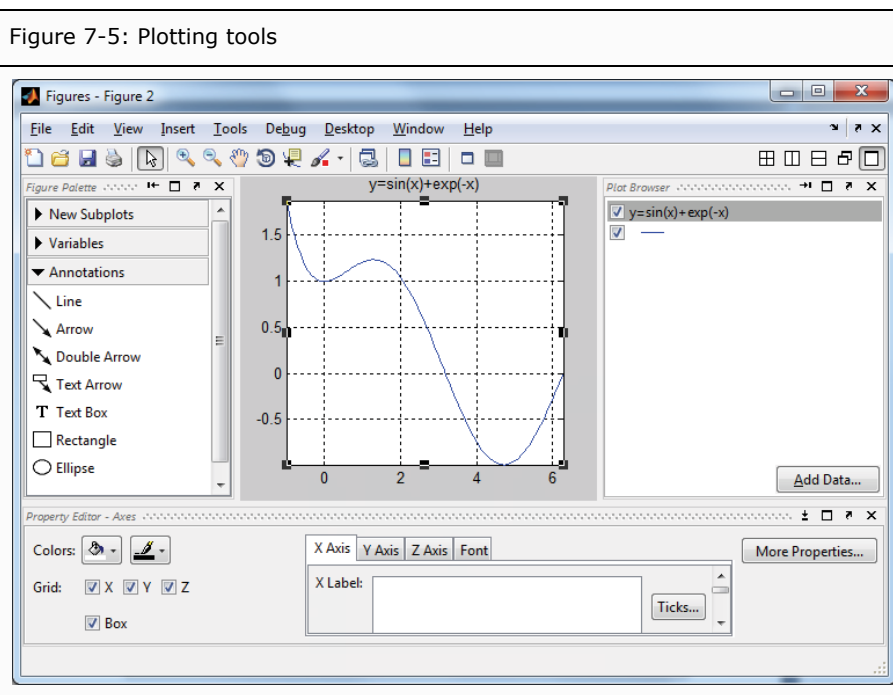 Figure 7-5: Plotting tools
Figures - Figure 2
File Edit View Insert Tools Debug Desktop Window Help
Figure Palette
New Subplots
Variables
Annotations
Line
Arrow
Double Arrow
Text Arrow
T Text Box
Rectangle
Ellipse
y=sin(x)+exp(-x)
1.5
1
0.5
0
-0.5
0 2 4 6
Plot Browser
y=sin(x)+exp(-x)
Add Data...
Property Editor - Axes
Colors:
Grid: X Y Z
Box
X Axis Y Axis Z Axis Font
X Label:
Ticks...
More Properties...